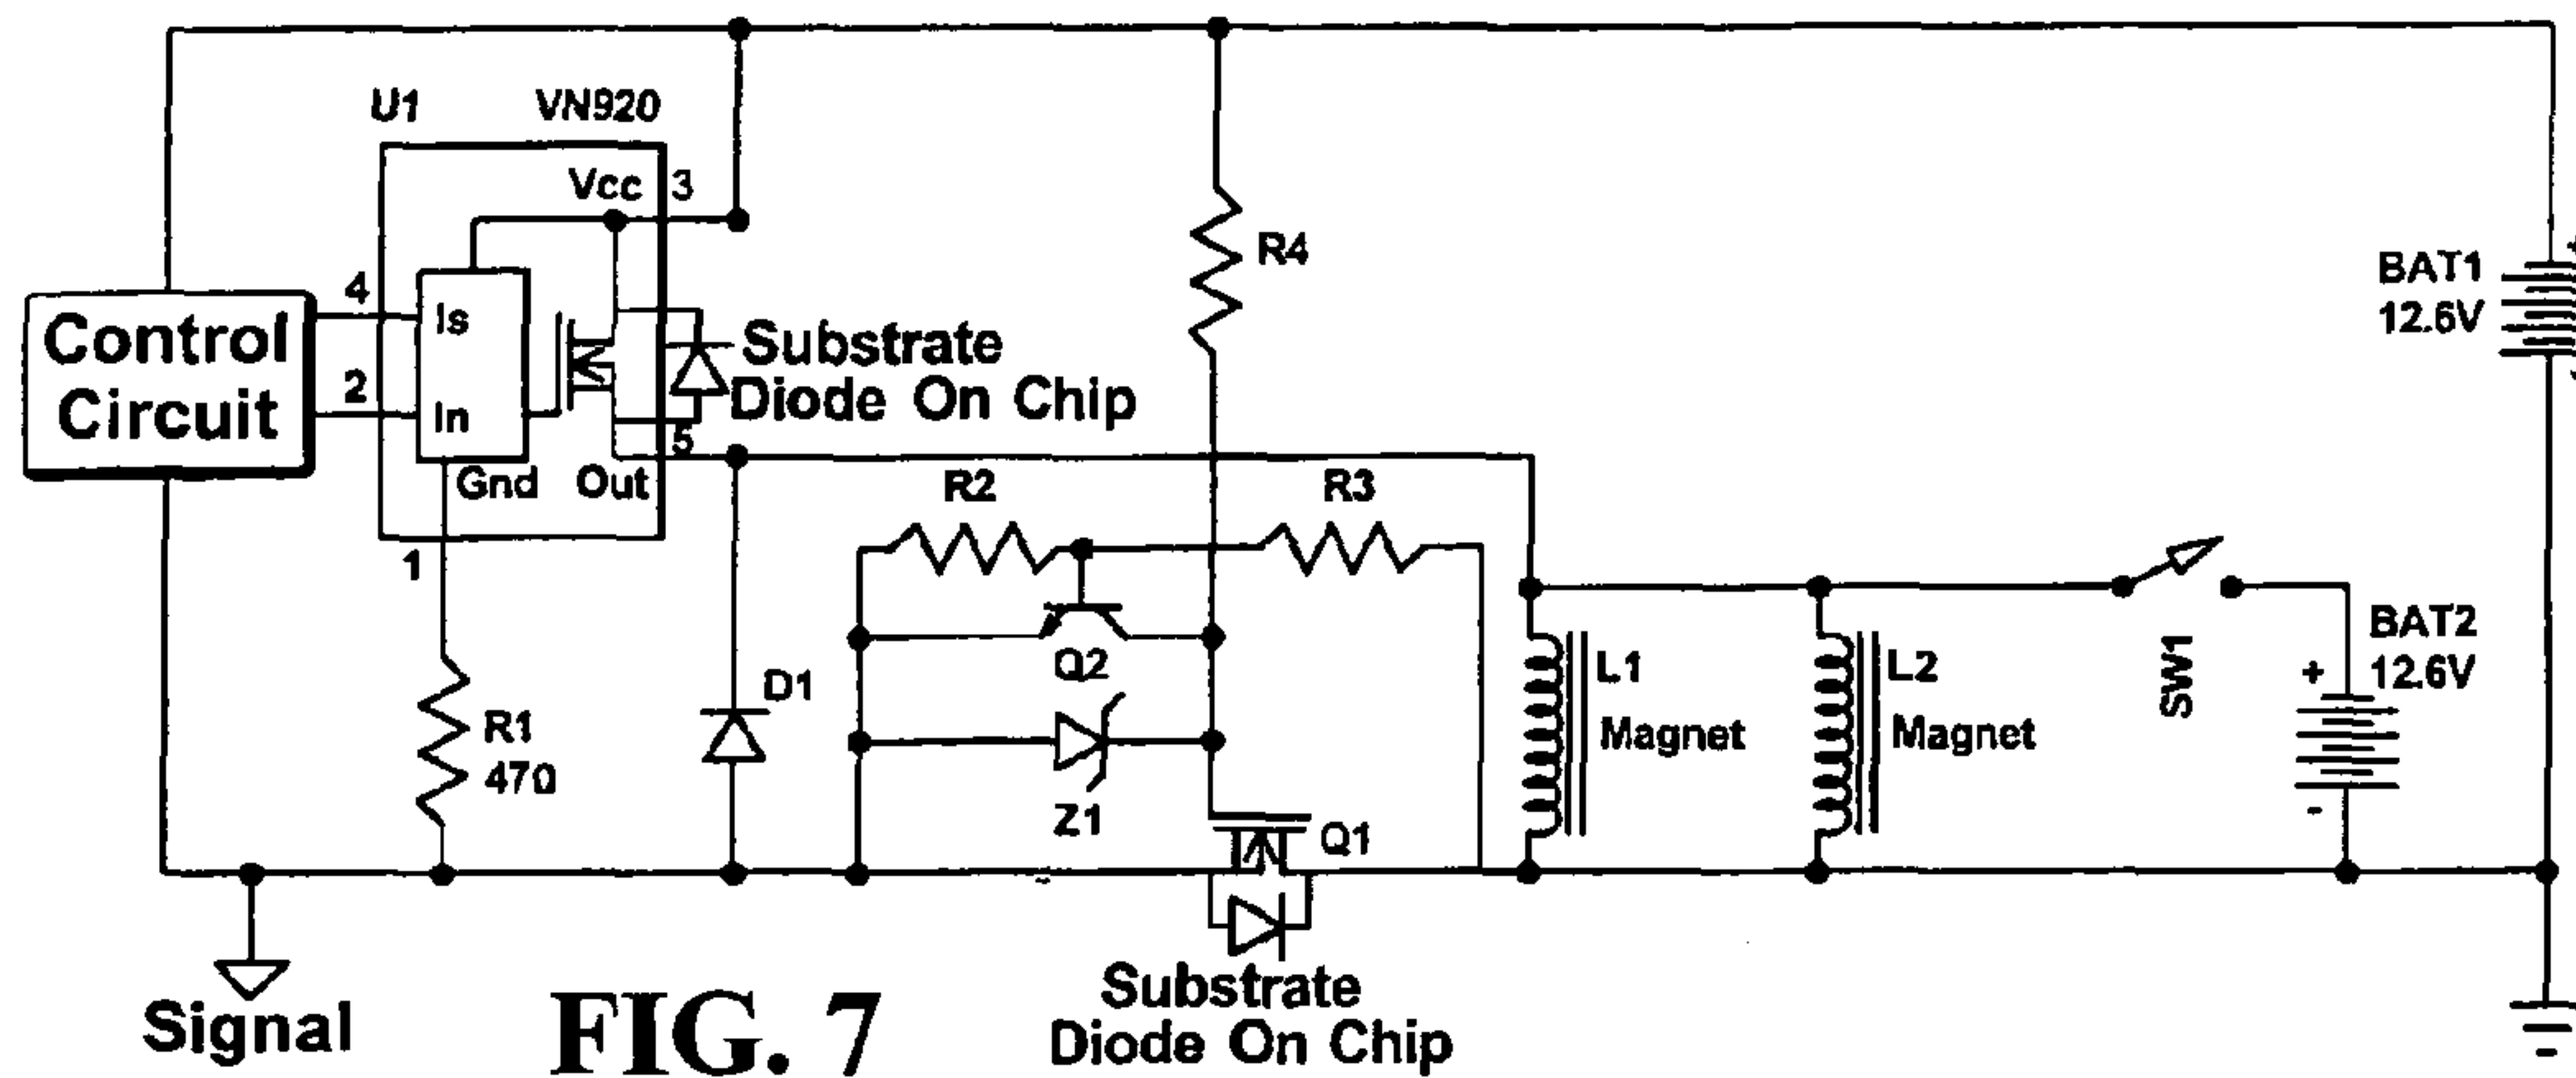 U1
VN920
Vcc
3
R4
BAT1
12.6V
4
Is
Control
Circuit
Substrate
Diode On Chip
2
In
5
Gnd
Out
R2
R3
1
BAT2
12.6V
+
-
SW1
Q2
L1
Magnet
L2
Magnet
D1
R1
470
Z1
Q1
Signal
FIG. 7
Substrate
Diode On Chip